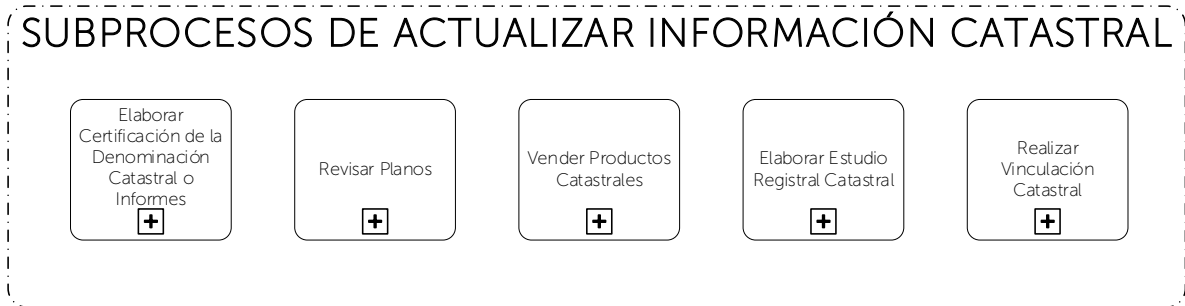 SUBPROCESOS DE ACTUALIZAR INFORMACIÓN CATASTRAL
Elaborar
Certificación de la
Denominación
Catastral o
Informes
Revisar Planos
Vender Productos
Catastrales
Elaborar Estudio
Registral Catastral
Realizar
Vinculación
Catastral